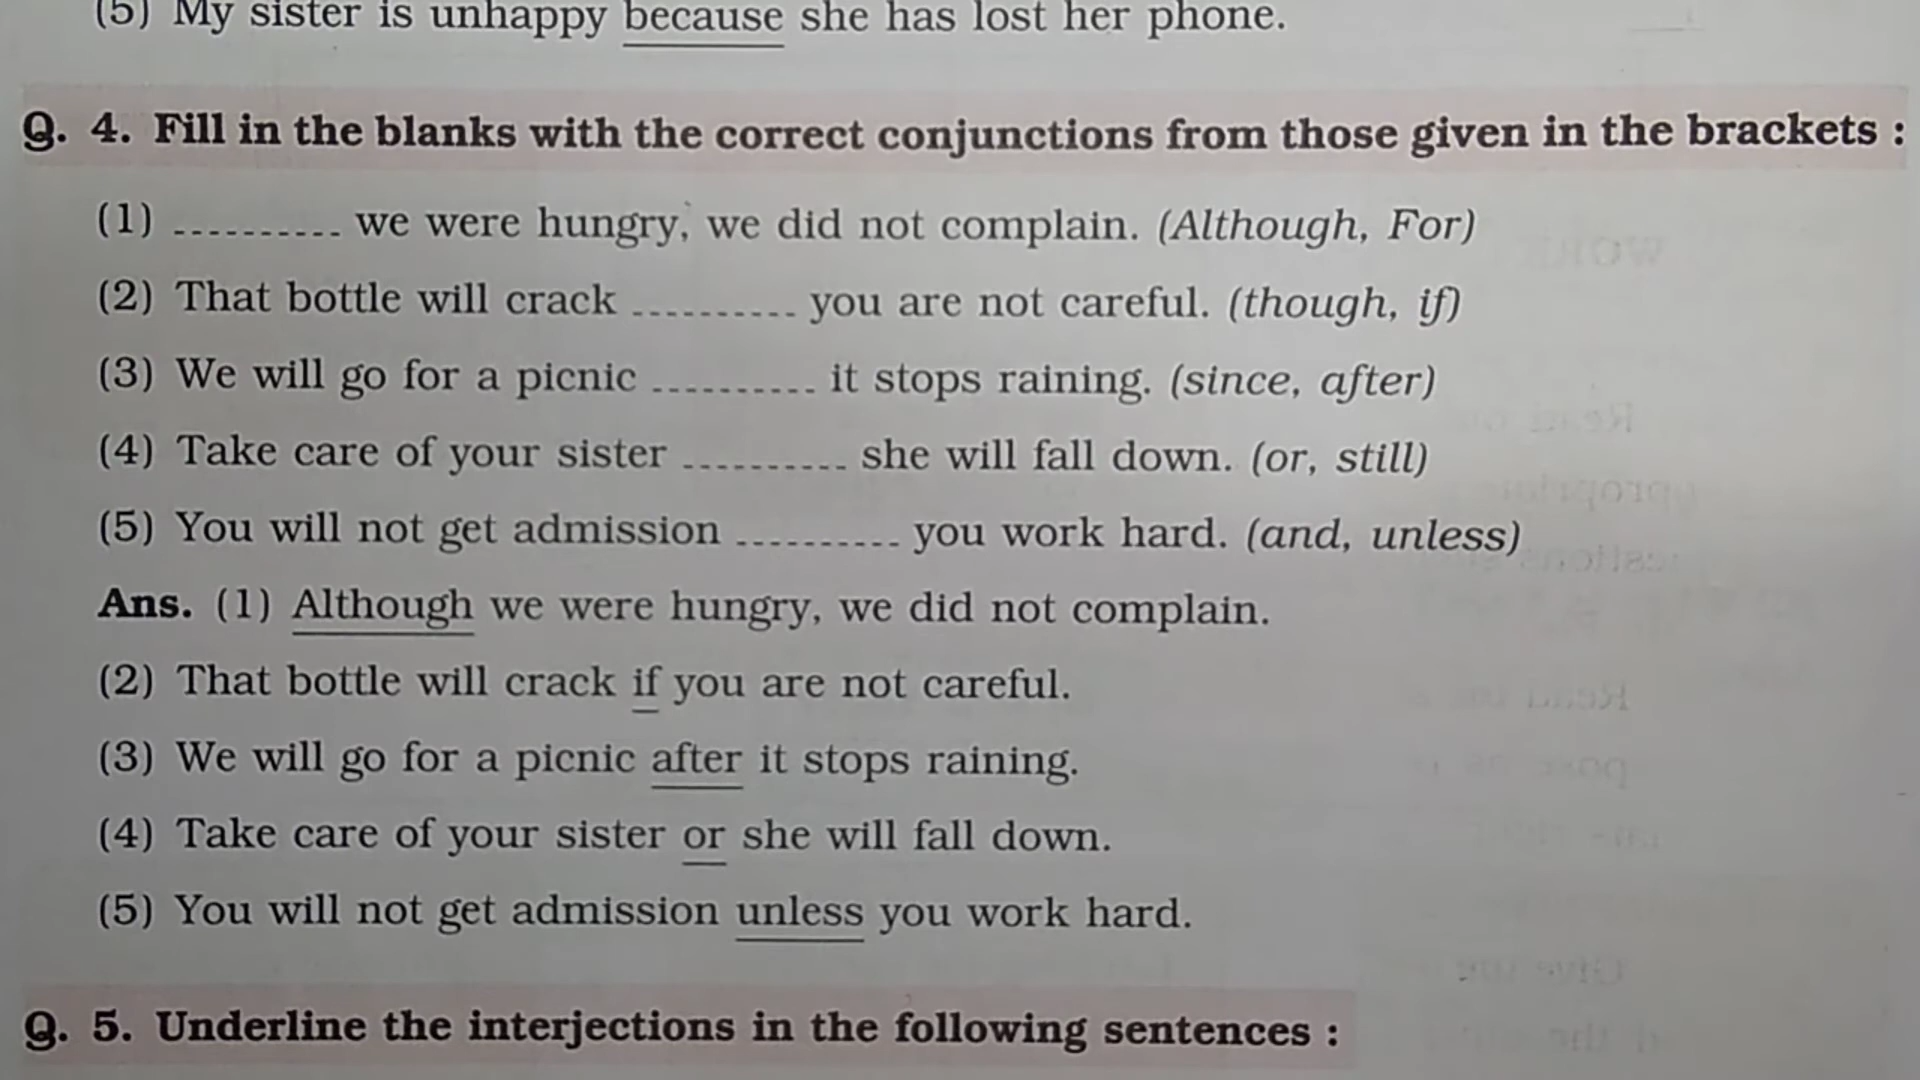 (5) My sister is unhappy because she has lost her phone.
Q. 4. Fill in the blanks with the correct conjunctions from those given in the brackets :
(1) .......... we were hungry, we did not complain. (Although, For)
(2) That bottle will crack .......... you are not careful. (though, if)
(3) We will go for a picnic .......... it stops raining. (since, after)
(4) Take care of your sister .......... she will fall down. (or, still)
(5) You will not get admission .......... you work hard. (and, unless)
Ans. (1) Although we were hungry, we did not complain.
(2) That bottle will crack if you are not careful.
(3) We will go for a picnic after it stops raining.
(4) Take care of your sister or she will fall down.
(5) You will not get admission unless you work hard.
Q. 5. Underline the interjections in the following sentences :